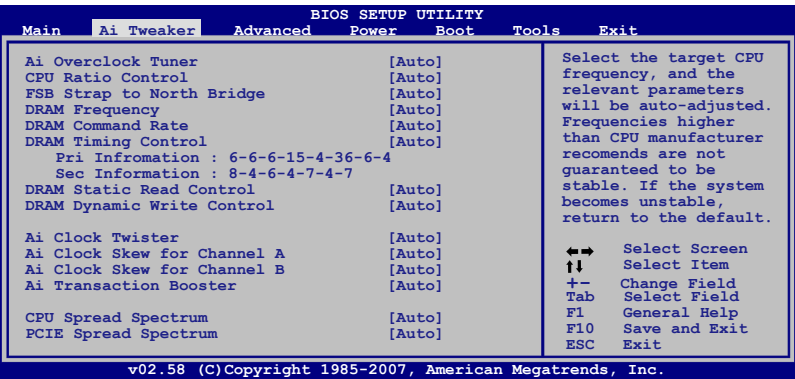 BIOS SETUP UTILITY
Main Ai Tweaker Advanced Power Boot Tools Exit
Ai Overclock Tuner [Auto]
CPU Ratio Control [Auto]
FSB Strap to North Bridge [Auto]
DRAM Frequency [Auto]
DRAM Command Rate [Auto]
DRAM Timing Control [Auto]
Pri Infromation : 6-6-6-15-4-36-6-4
Sec Information : 8-4-6-4-7-4-7
DRAM Static Read Control [Auto]
DRAM Dynamic Write Control [Auto]
Ai Clock Twister [Auto]
Ai Clock Skew for Channel A [Auto]
Ai Clock Skew for Channel B [Auto]
Ai Transaction Booster [Auto]
CPU Spread Spectrum [Auto]
PCIE Spread Spectrum [Auto]
Select the target CPU
frequency, and the
relevant parameters
will be auto-adjusted.
Frequencies higher
than CPU manufacturer
recomends are not
guaranteed to be
stable. If the system
becomes unstable,
return to the default.
←→ Select Screen
↑↓ Select Item
+- Change Field
Tab Select Field
F1 General Help
F10 Save and Exit
ESC Exit
v02.58 (C)Copyright 1985-2007, American Megatrends, Inc.